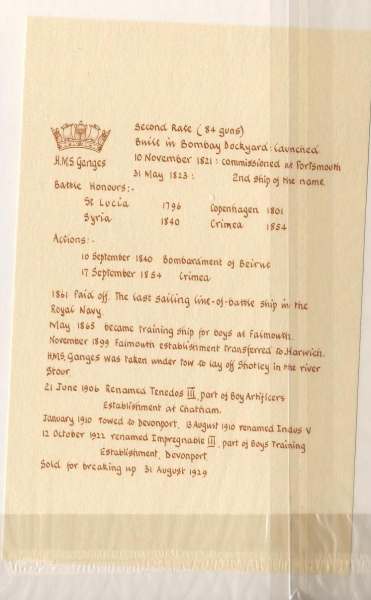 Second Rate (84 guns)
Built in Bombay Dockyard: launched
10 November 1821: commissioned at Portsmouth
31 May 1823: 2nd ship of the name.
H.M.S. Ganges
Battle Honours:-
St Lucia 1796 Copenhagen 1801
Syria 1840 Crimea 1854
Actions:-
10 September 1840 Bombardment of Beirut
17 September 1854 Crimea
1861 Paid off. The last sailing line-of-battle ship in the
Royal Navy.
May 1865 became training ship for boys at Falmouth.
November 1899 Falmouth establishment transferred to Harwich.
H.M.S. Ganges was taken under tow to lay off Shotley in the river
Stour.
21 June 1906 Renamed Tenedos III, part of Boy Artificers
Establishment at Chatham.
January 1910 Towed to Devonport. 13 August 1910 renamed Indus V
12 October 1922 renamed Impregnable III, part of Boys Training
Establishment, Devonport.
Sold for breaking up 31 August 1929